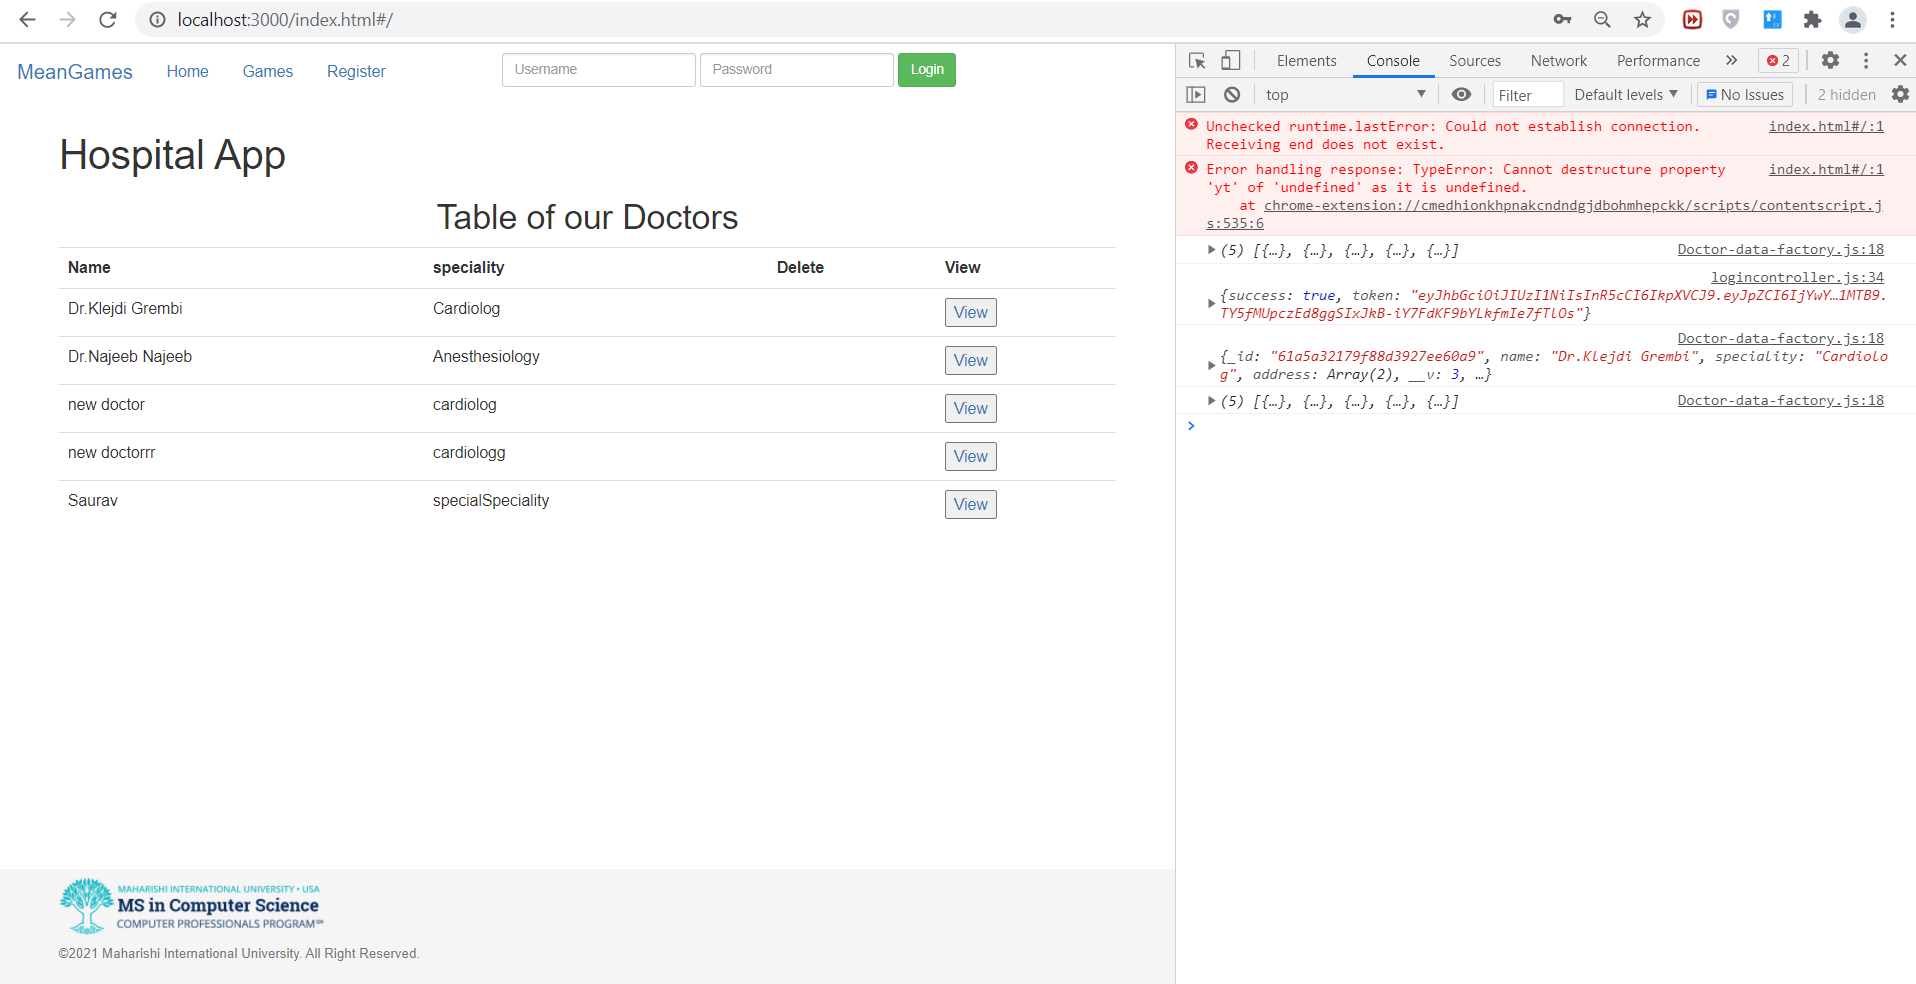 localhost:3000/index.html#/
MeanGames Home Games Register Username Password Login
Hospital App
Table of our Doctors
Name speciality Delete View
Dr.Klejdi Grembi Cardiolog View
Dr.Najeeb Najeeb Anesthesiology View
new doctor cardiolog View
new doctorrr cardiologg View
Saurav specialSpeciality View
MAHARISHI INTERNATIONAL UNIVERSITY • USA
MS in Computer Science
COMPUTER PROFESSIONALS PROGRAM℠
©2021 Maharishi International University. All Right Reserved.
Elements Console Sources Network Performance » 2
top Filter Default levels ▼ No Issues 2 hidden
Unchecked runtime.lastError: Could not establish connection. index.html#/:1
Receiving end does not exist.
Error handling response: TypeError: Cannot destructure property index.html#/:1
'yt' of 'undefined' as it is undefined.
at chrome-extension://cmedhionkhpnakcndndgjdbohmhepckk/scripts/contentscript.j
s:535:6
(5) [{…}, {…}, {…}, {…}, {…}] Doctor-data-factory.js:18
logincontroller.js:34
{success: true, token: "eyJhbGciOiJIUzI1NiIsInR5cCI6IkpXVCJ9.eyJpZCI6IjYwY…1MTB9.
TY5fMUpczEd8ggSIxJkB-iY7FdKF9bYLkfmIe7fTlOs"}
Doctor-data-factory.js:18
{_id: "61a5a32179f88d3927ee60a9", name: "Dr.Klejdi Grembi", speciality: "Cardiolo
g", address: Array(2), __v: 3, …}
(5) [{…}, {…}, {…}, {…}, {…}] Doctor-data-factory.js:18